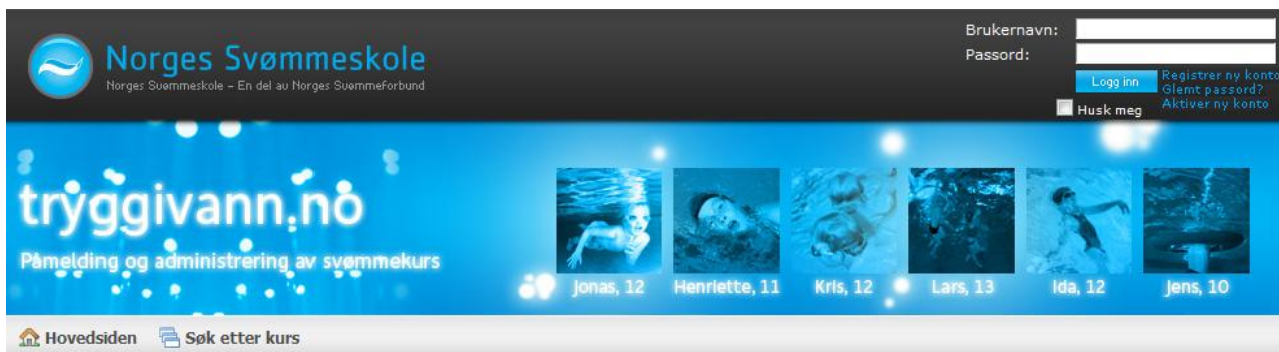 Norges Svømmeskole
Norges Svømmeskole – En del av Norges Svømmeforbund
Brukernavn:
Passord:
Logg inn
Registrer ny konto
Glemt passord?
Aktiver ny konto
Husk meg
tryggivann.no
Påmelding og administrering av svømmekurs
Jonas, 12
Henriette, 11
Kris, 12
Lars, 13
Ida, 12
Jens, 10
Hovedsiden
Søk etter kurs